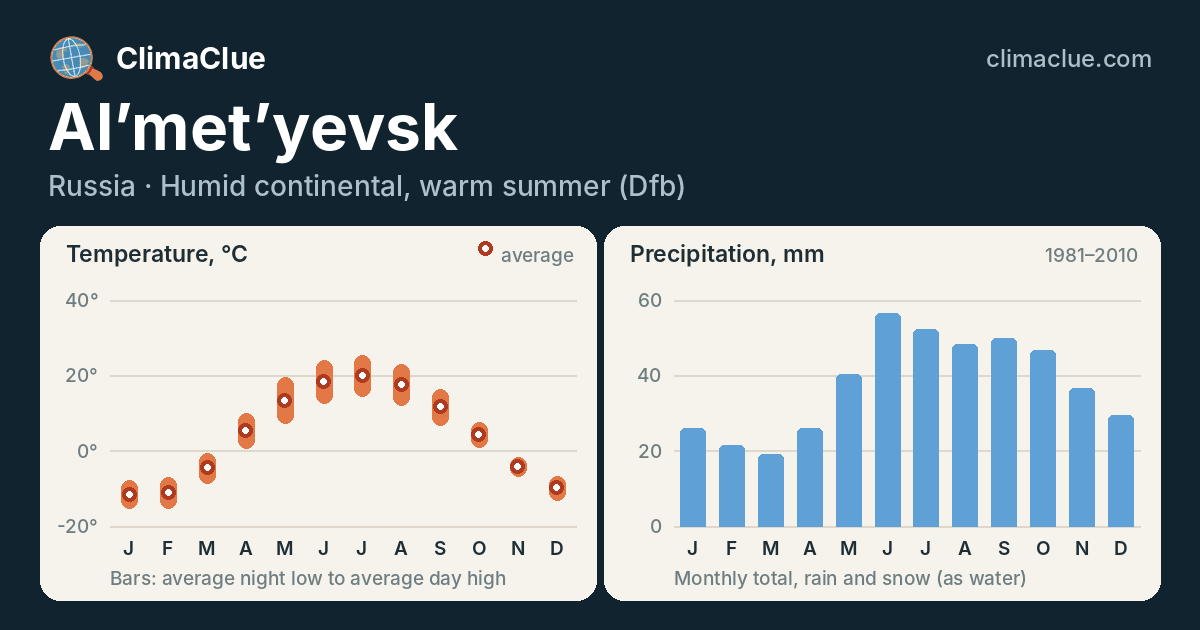 ClimaClue
climaclue.com
Al’met’yevsk
Russia · Humid continental, warm summer (Dfb)
Temperature, °C
average
40°
20°
0°
-20°
J F M A M J J A S O N D
Bars: average night low to average day high
Precipitation, mm
1981–2010
60
40
20
0
J F M A M J J A S O N D
Monthly total, rain and snow (as water)